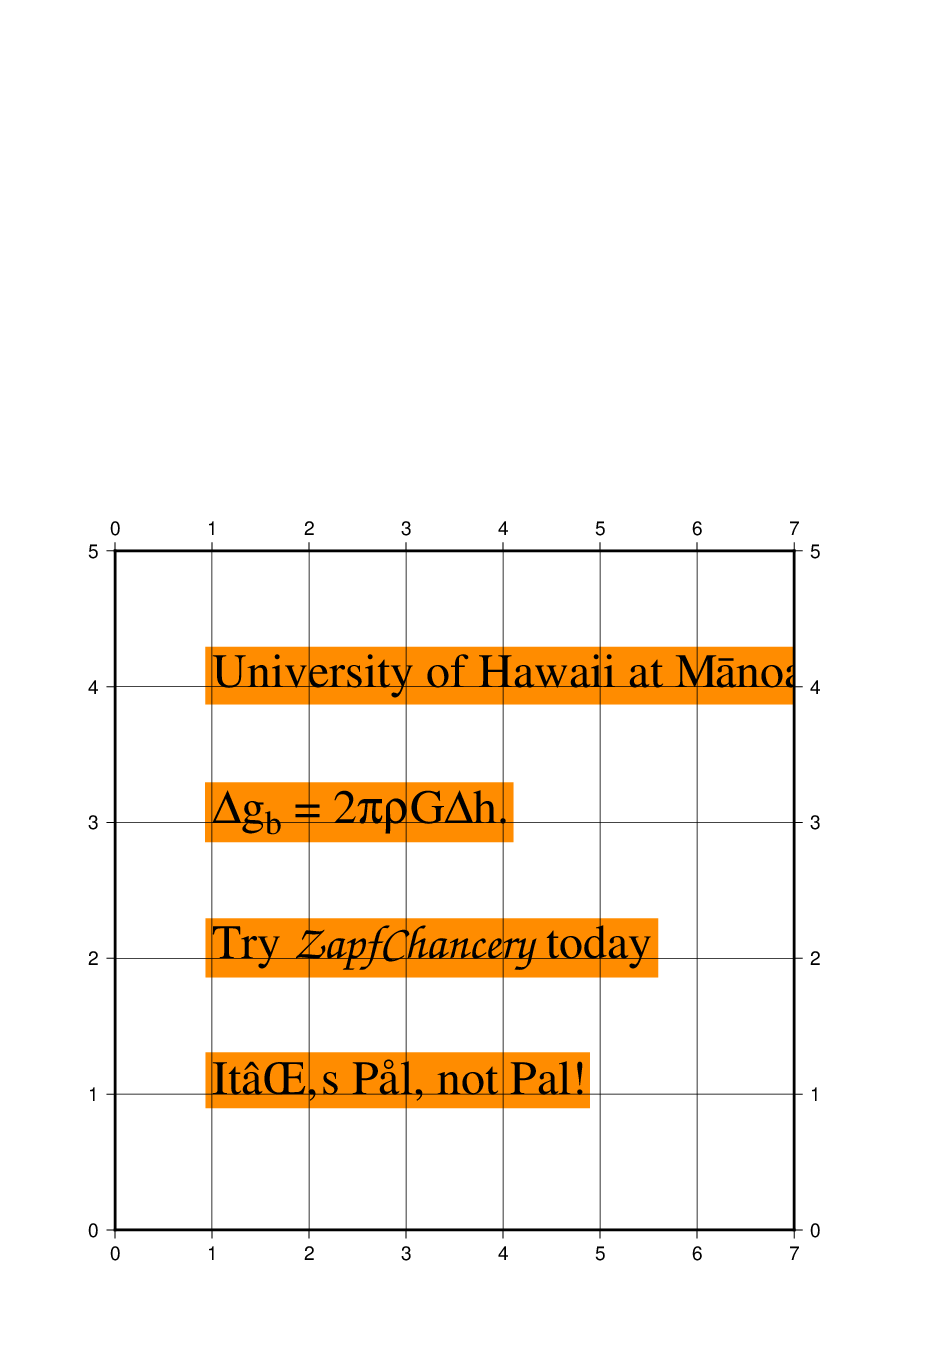 0 1 2 3 4 5 6 7
5 5
University of Hawaii at Mānoa
4 4
Δg_b = 2πρGΔh.
3 3
Try ZapfChancery today
2 2
ItâŒ‚s Pål, not Pal!
1 1
0 0
0 1 2 3 4 5 6 7